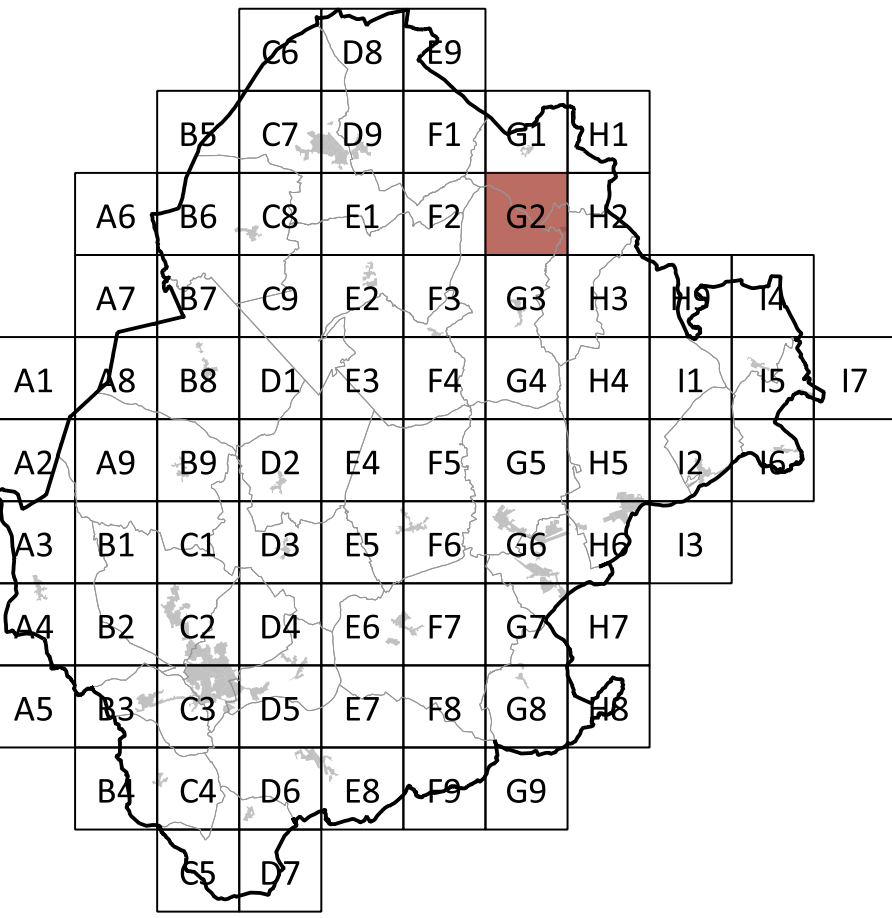 C6 D8 E9
B5 C7 D9 F1 G1 H1
A6 B6 C8 E1 F2 G2 H2
A7 B7 C9 E2 F3 G3 H3 H9 I4
A1 A8 B8 D1 E3 F4 G4 H4 I1 I5 I7
A2 A9 B9 D2 E4 F5 G5 H5 I2 I6
A3 B1 C1 D3 E5 F6 G6 H6 I3
A4 B2 C2 D4 E6 F7 G7 H7
A5 B3 C3 D5 E7 F8 G8 H8
B4 C4 D6 E8 F9 G9
C5 D7